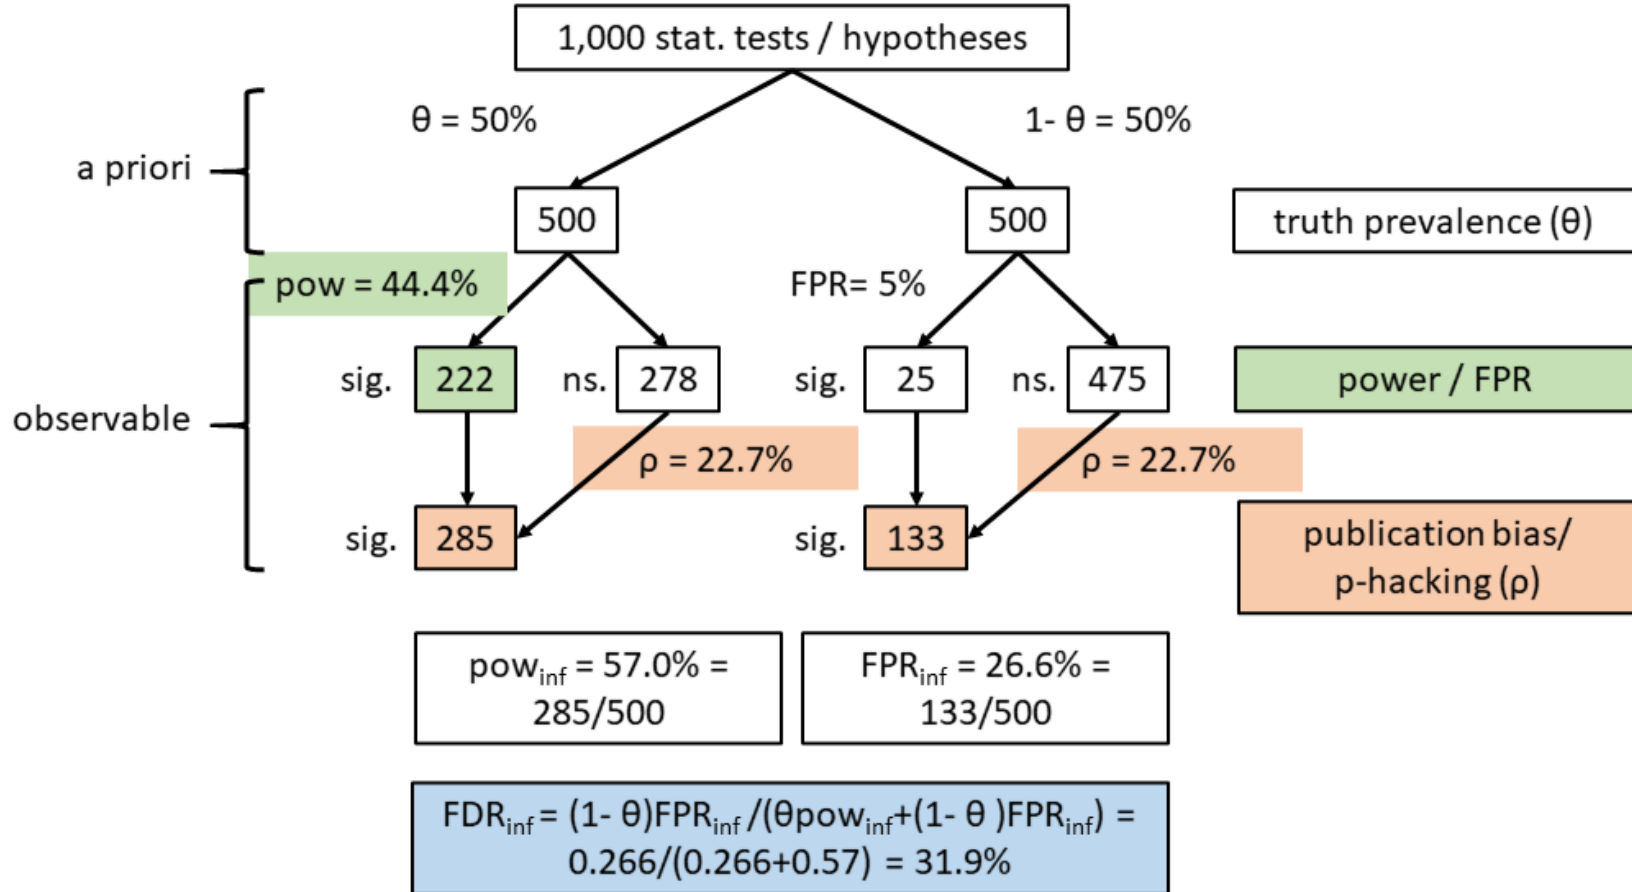 1,000 stat. tests / hypotheses
θ = 50%
1- θ = 50%
a priori
500
500
truth prevalence (θ)
pow = 44.4%
FPR= 5%
sig.
222
ns.
278
sig.
25
ns.
475
power / FPR
observable
ρ = 22.7%
ρ = 22.7%
sig.
285
sig.
133
publication bias/
p-hacking (ρ)
pow_inf = 57.0% =
285/500
FPR_inf = 26.6% =
133/500
FDR_inf = (1- θ)FPR_inf /(θpow_inf+(1- θ )FPR_inf) =
0.266/(0.266+0.57) = 31.9%